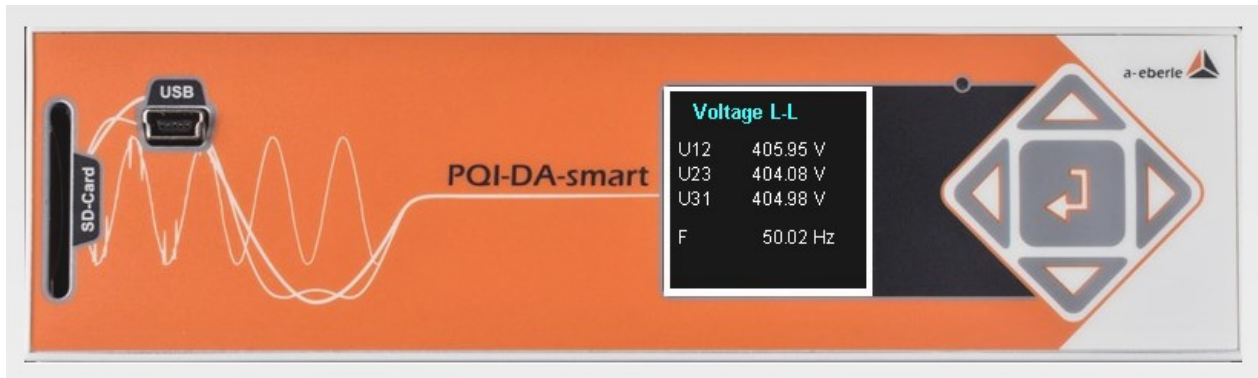 USB
SD-Card
PQI-DA-smart
Voltage L-L
U12 405.95 V
U23 404.08 V
U31 404.98 V
F 50.02 Hz
a-eberle